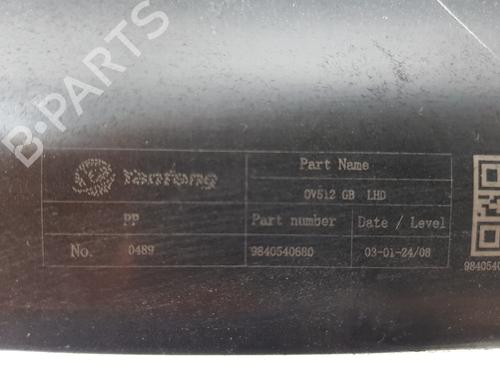 B-PARTS
Yanfeng
Part Name
OV512 GB LHD
PP
Part number
Date / Level
No.
0489
9840540680
03-01-24/08